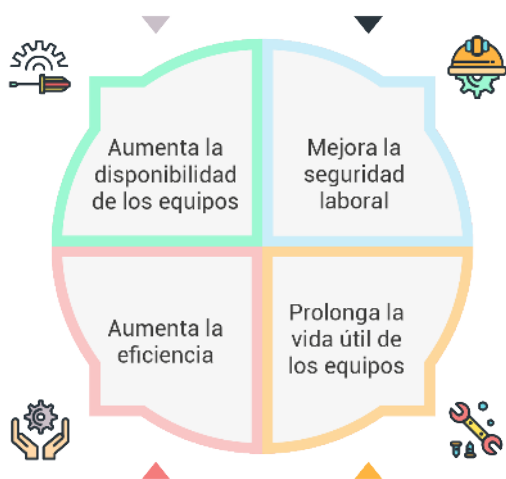 Aumenta la
disponibilidad
de los equipos
Mejora la
seguridad
laboral
Aumenta la
eficiencia
Prolonga la
vida útil de
los equipos